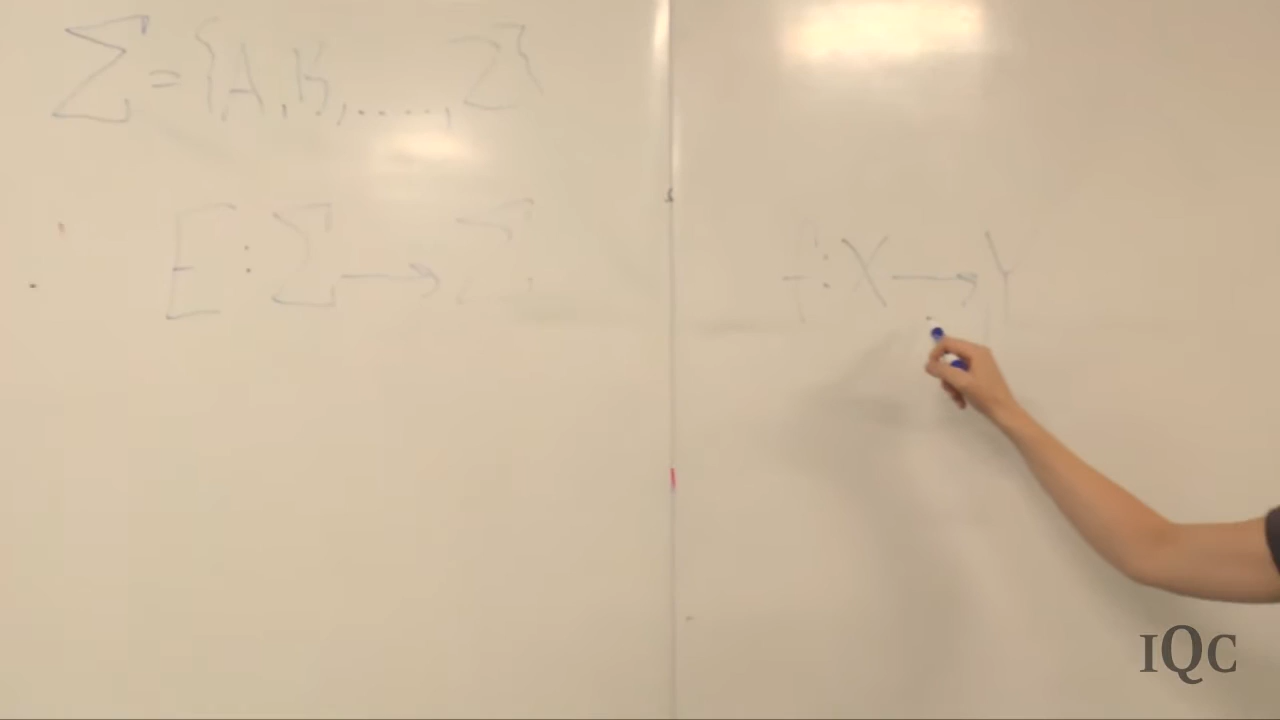 Σ = {A, B, ....., Z}
E : Σ → Σ
f : X → Y
IQC